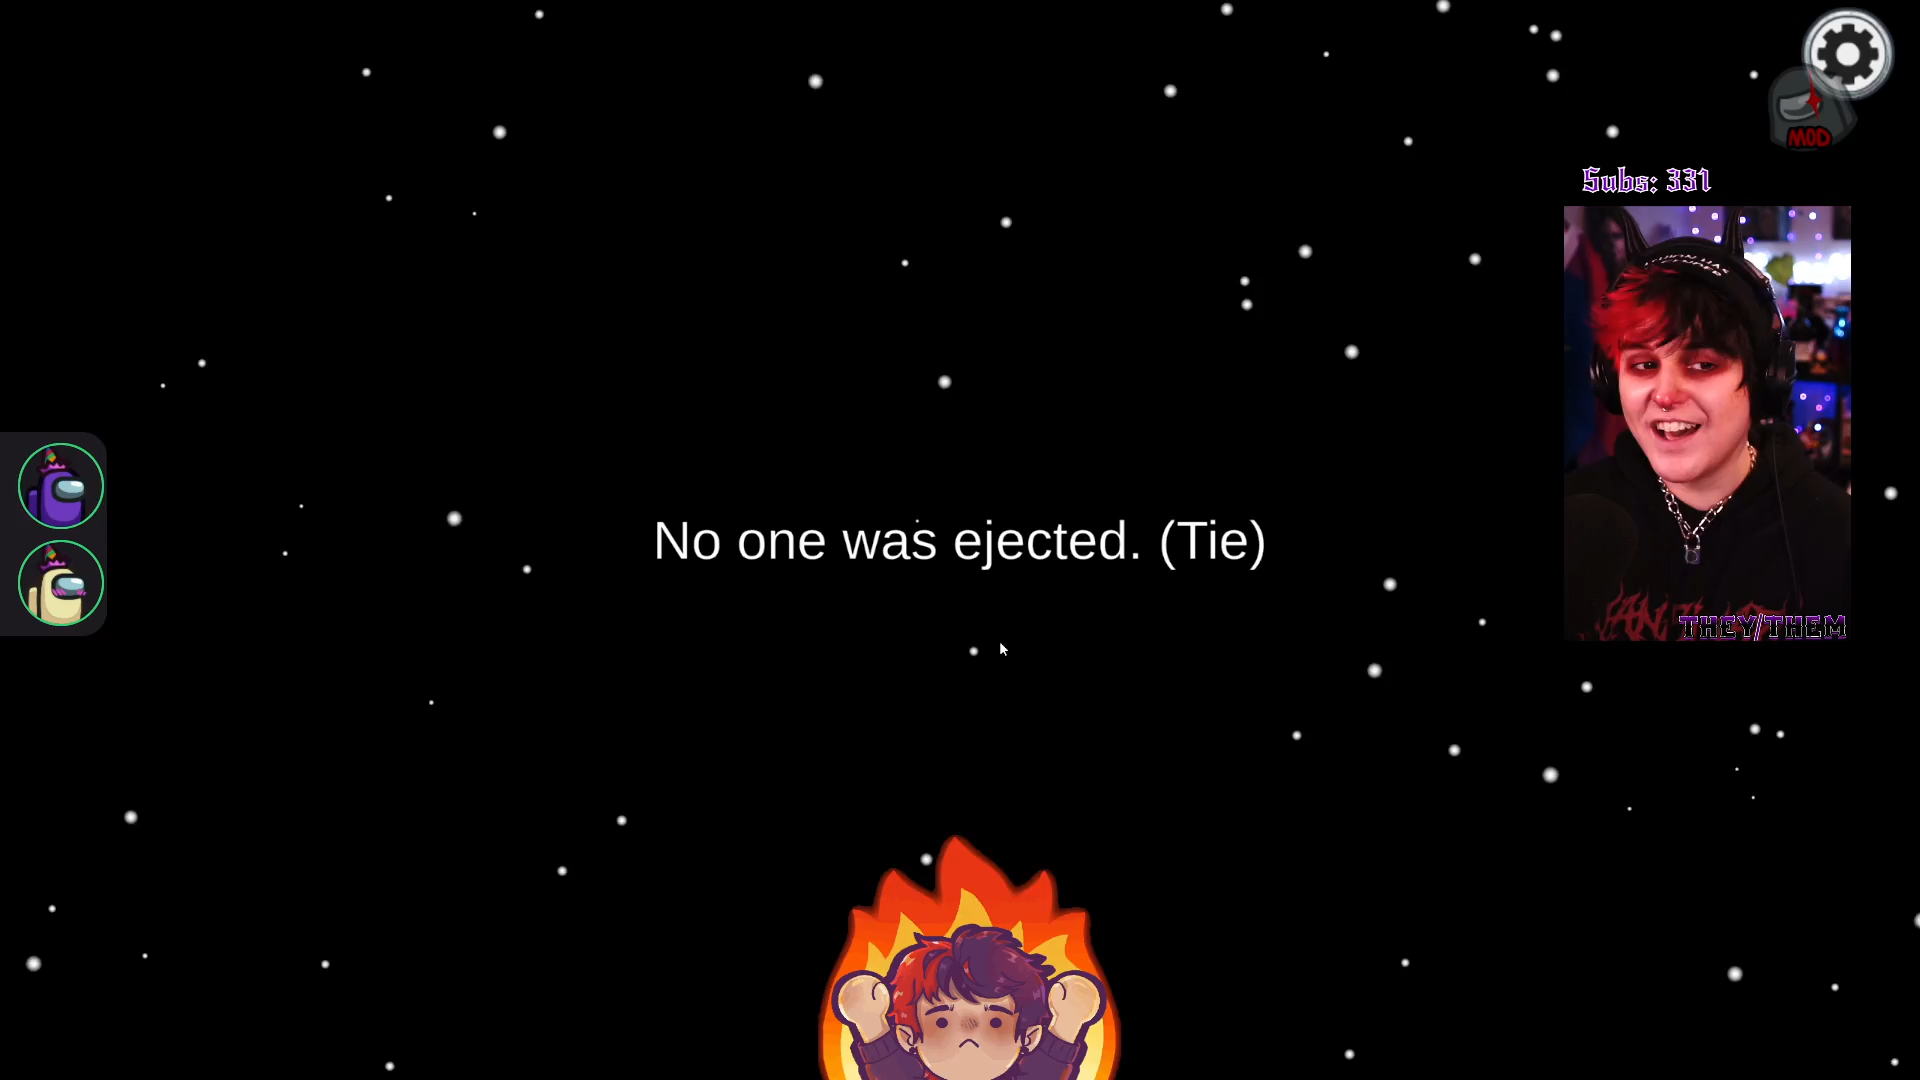 MOD
Subs: 331
No one was ejected. (Tie)
THEY/THEM